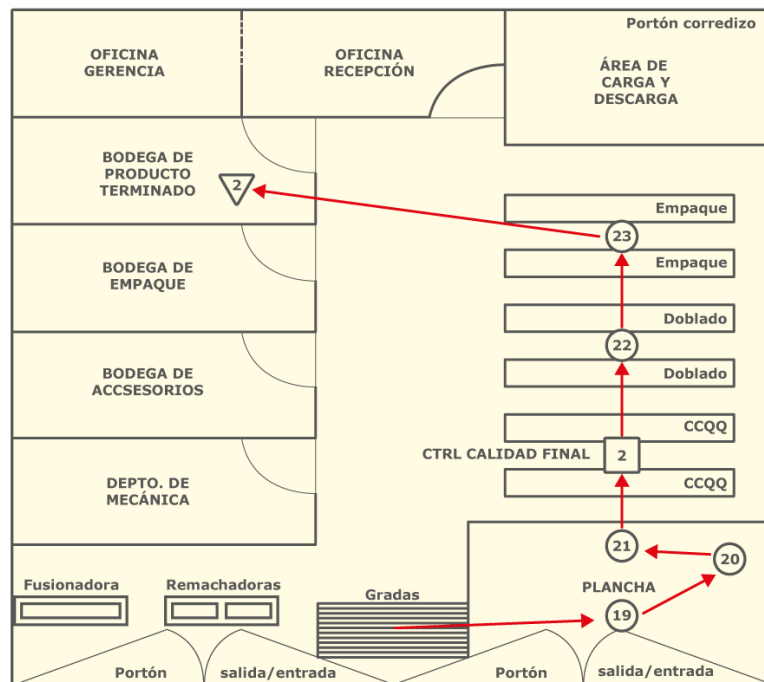 Portón corredizo
OFICINA
GERENCIA
OFICINA
RECEPCIÓN
ÁREA DE
CARGA Y
DESCARGA
BODEGA DE
PRODUCTO
TERMINADO
2
Empaque
23
Empaque
BODEGA DE
EMPAQUE
Doblado
22
Doblado
BODEGA DE
ACCSESORIOS
CCQQ
CTRL CALIDAD FINAL
2
CCQQ
DEPTO. DE
MECÁNICA
21
20
PLANCHA
19
Fusionadora
Remachadoras
Gradas
Portón
salida/entrada
Portón
salida/entrada